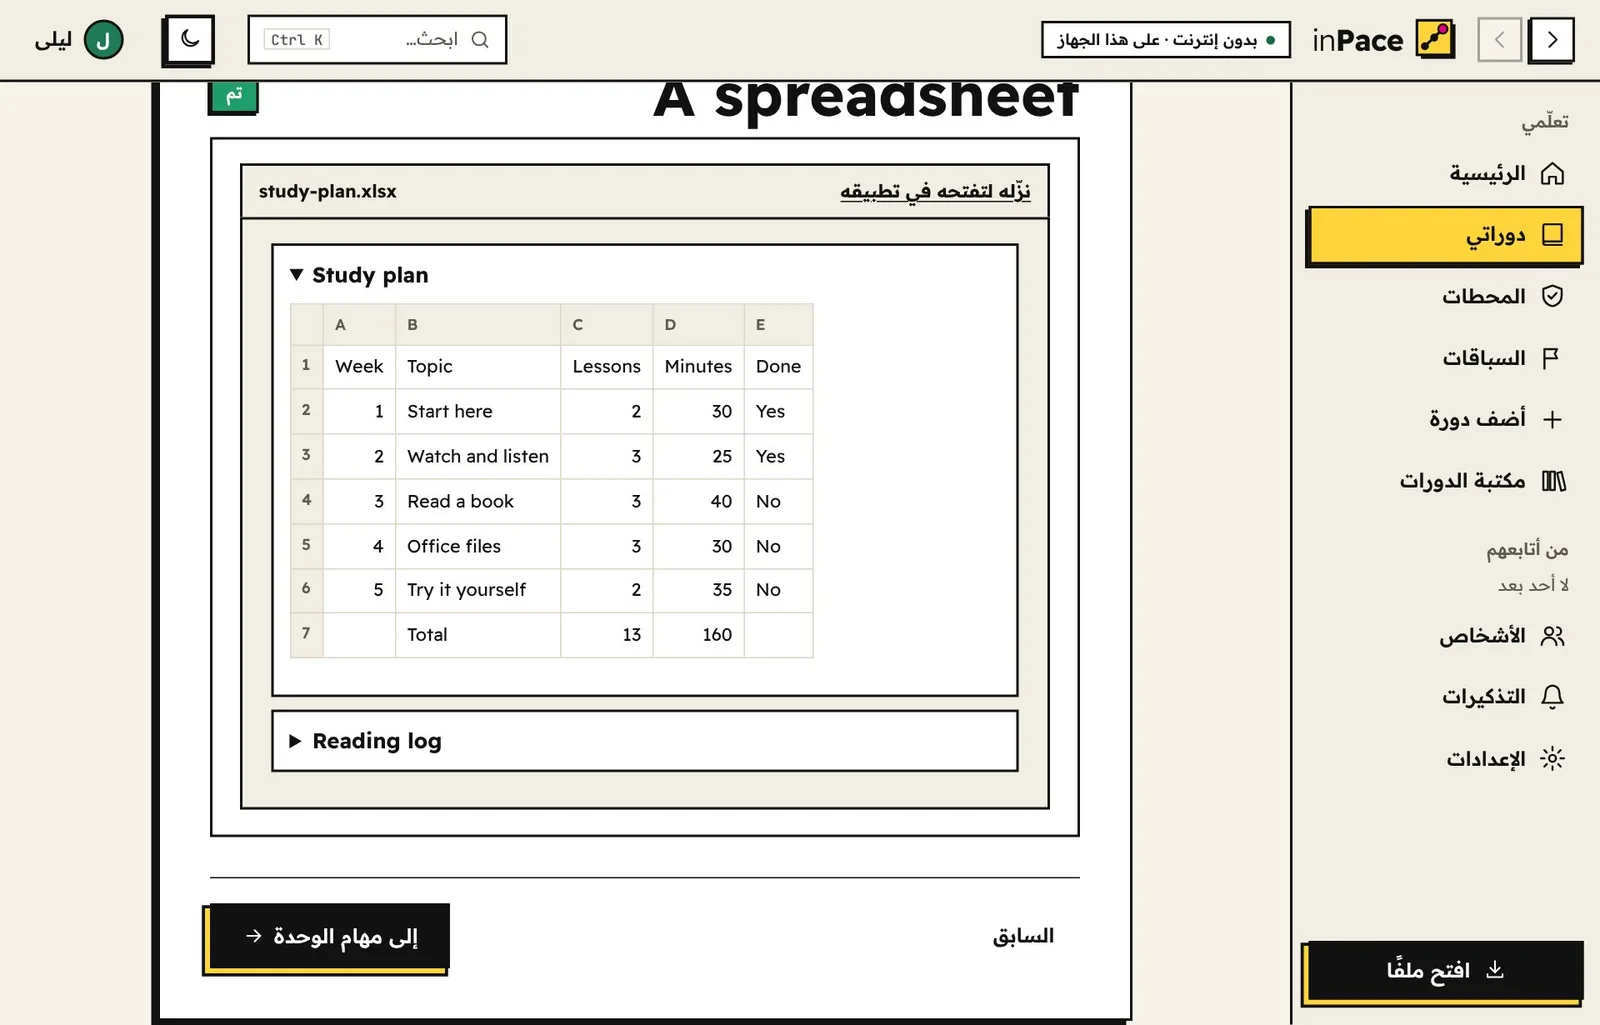 inPace
بدون إنترنت · على هذا الجهاز
ابحث...
Ctrl K
ل
ليلى
تعلّمي
الرئيسية
دوراتي
المحطات
السباقات
أضف دورة
مكتبة الدورات
من أتابعهم
لا أحد بعد
الأشخاص
التذكيرات
الإعدادات
افتح ملفًا
A spreadsheet
تم
نزّله لتفتحه في تطبيقه
study-plan.xlsx
Study plan
A B C D E
1 Week Topic Lessons Minutes Done
2 1 Start here 2 30 Yes
3 2 Watch and listen 3 25 Yes
4 3 Read a book 3 40 No
5 4 Office files 3 30 No
6 5 Try it yourself 2 35 No
7 Total 13 160
Reading log
السابق
إلى مهام الوحدة